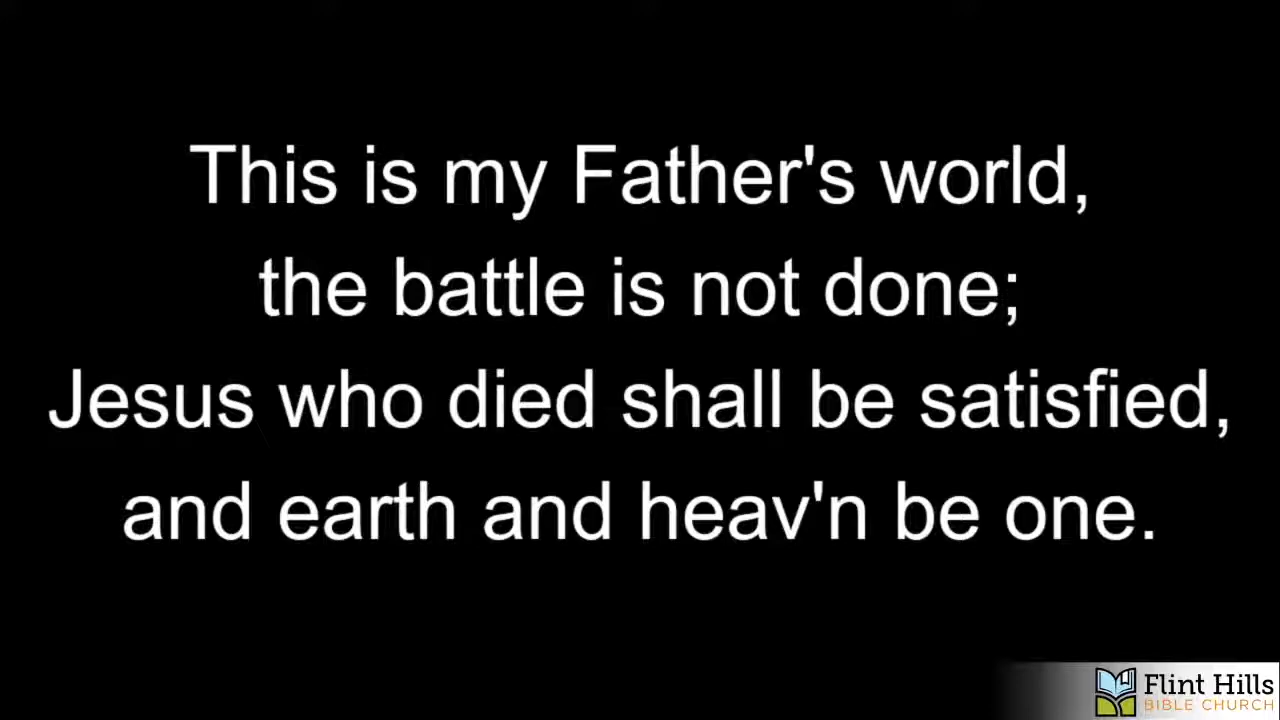 This is my Father's world,
the battle is not done;
Jesus who died shall be satisfied,
and earth and heav'n be one.
Flint Hills
BIBLE CHURCH